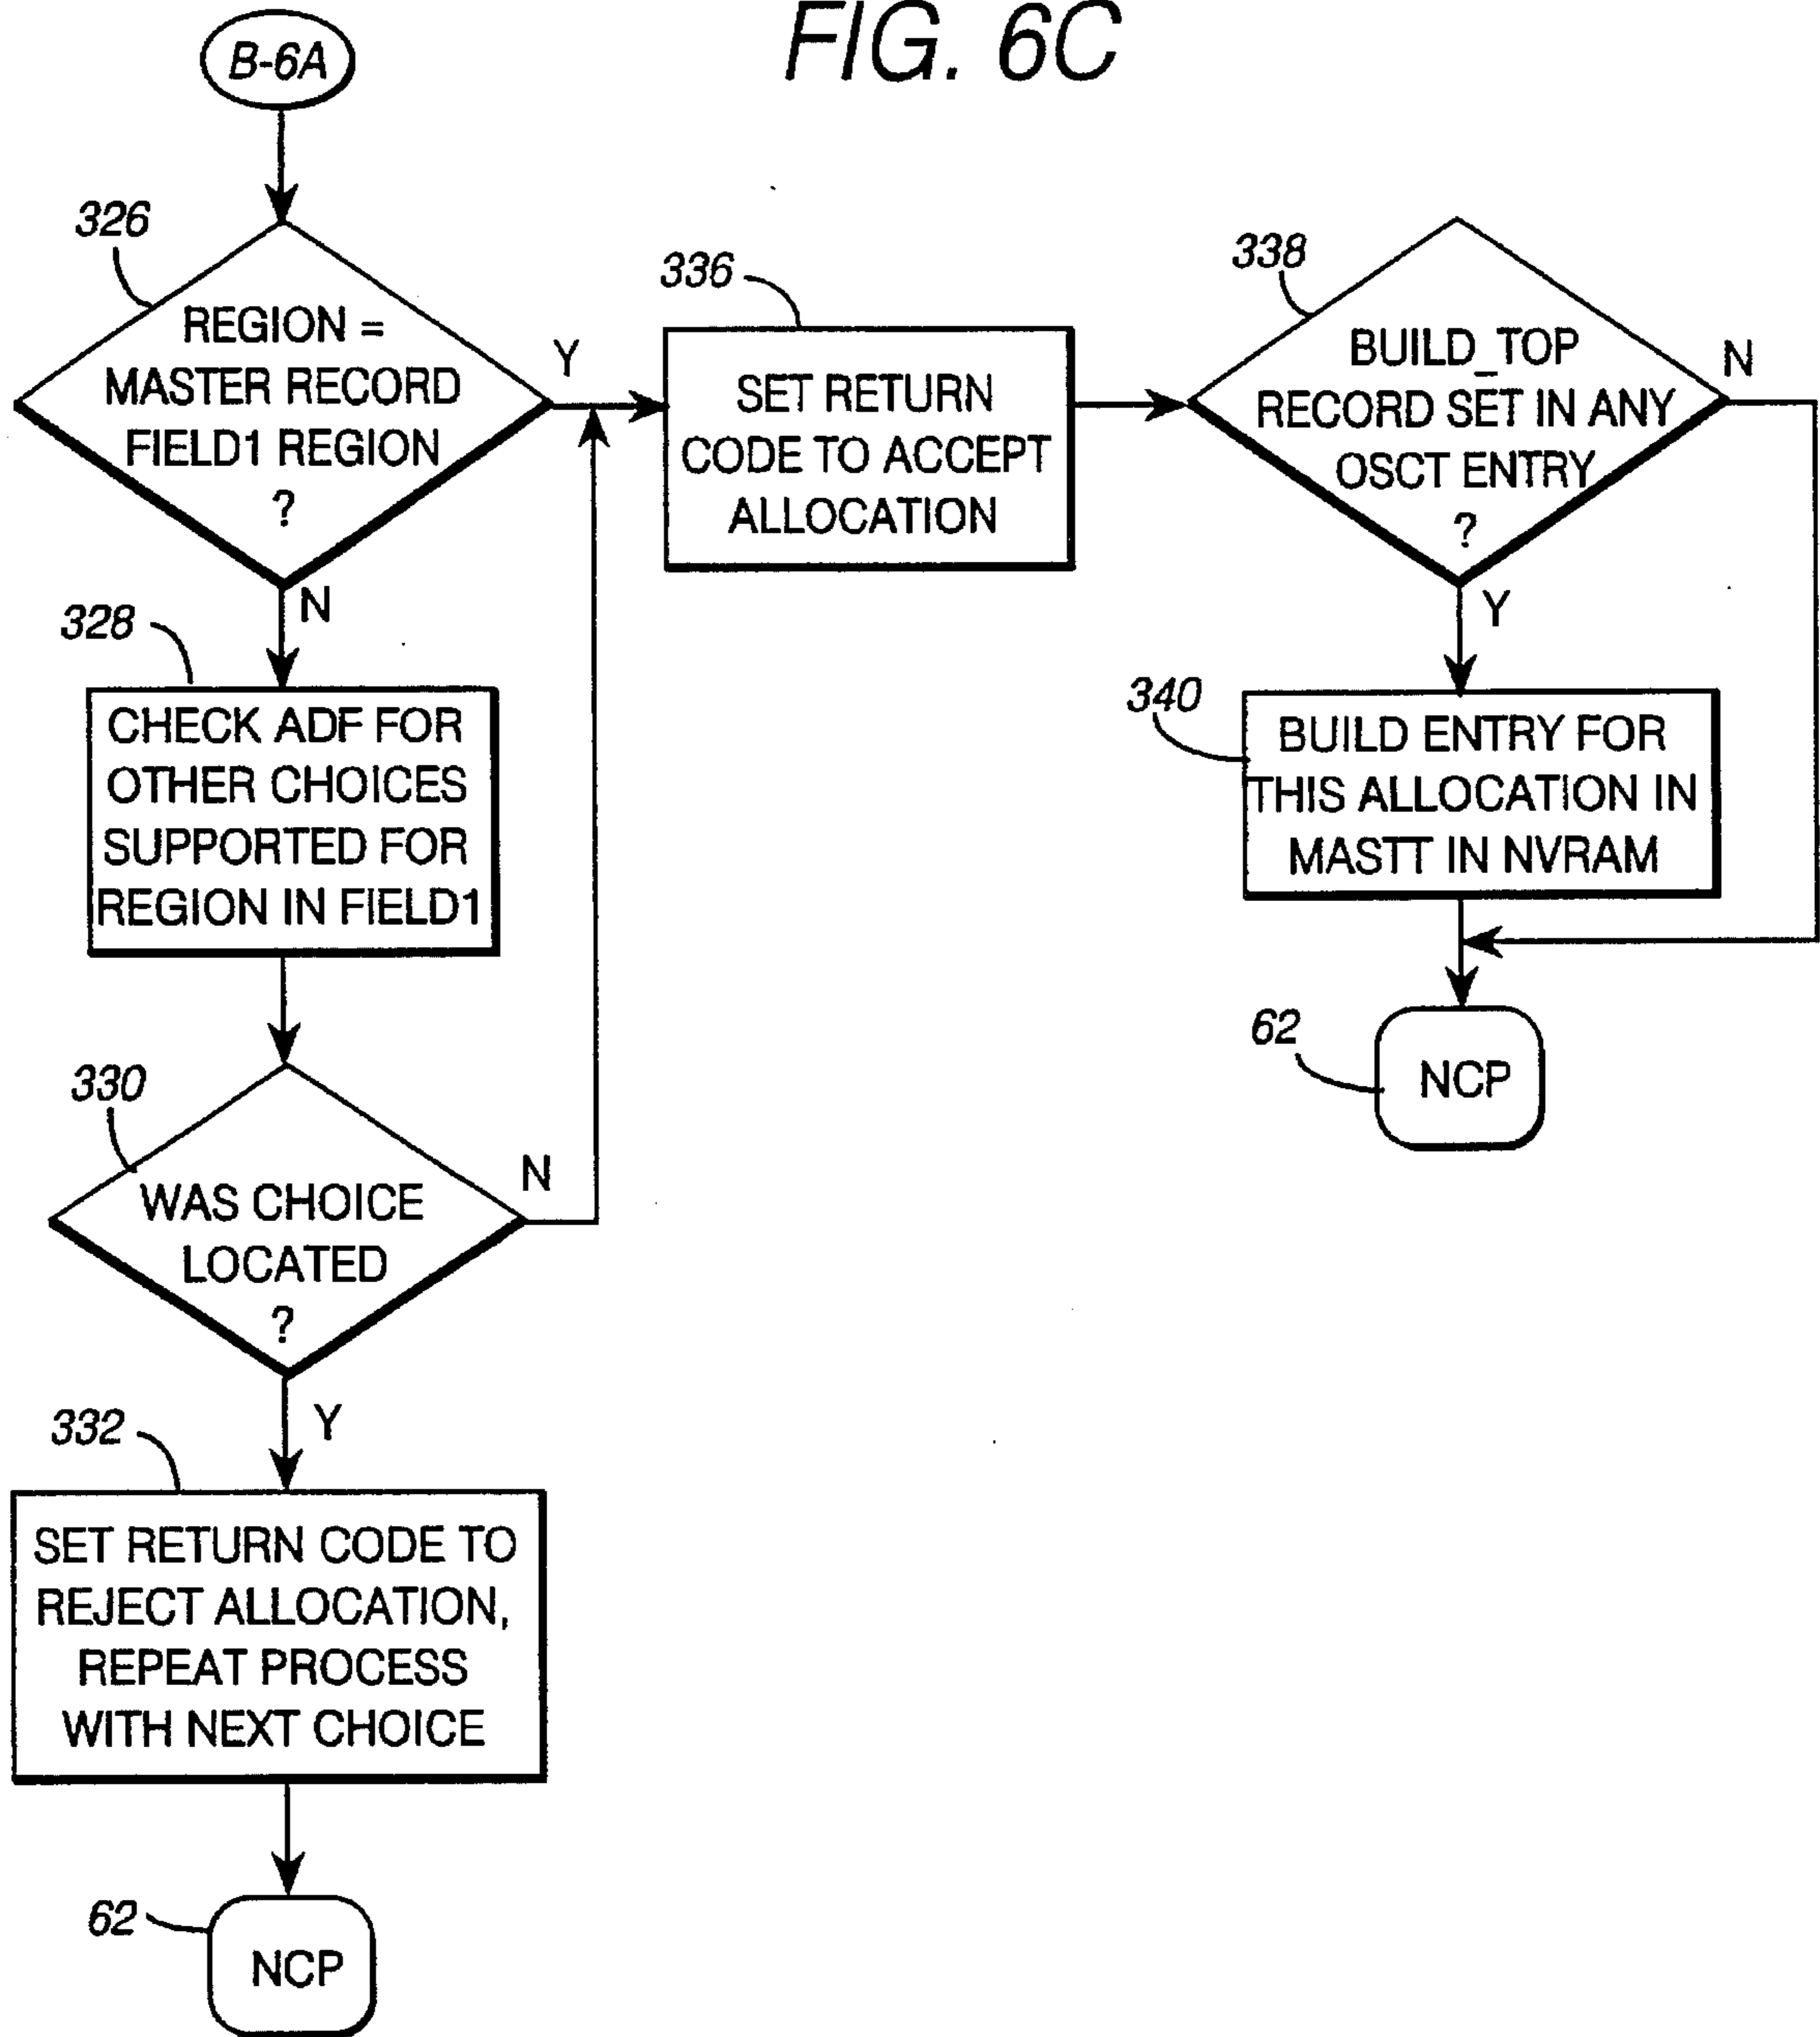 FIG. 6C
B-6A
326
REGION =
MASTER RECORD
FIELD1 REGION
?
Y
N
336
SET RETURN
CODE TO ACCEPT
ALLOCATION
338
BUILD_TOP
RECORD SET IN ANY
OSCT ENTRY
?
N
Y
328
CHECK ADF FOR
OTHER CHOICES
SUPPORTED FOR
REGION IN FIELD1
340
BUILD ENTRY FOR
THIS ALLOCATION IN
MASTT IN NVRAM
62
NCP
330
WAS CHOICE
LOCATED
?
N
Y
332
SET RETURN CODE TO
REJECT ALLOCATION,
REPEAT PROCESS
WITH NEXT CHOICE
62
NCP